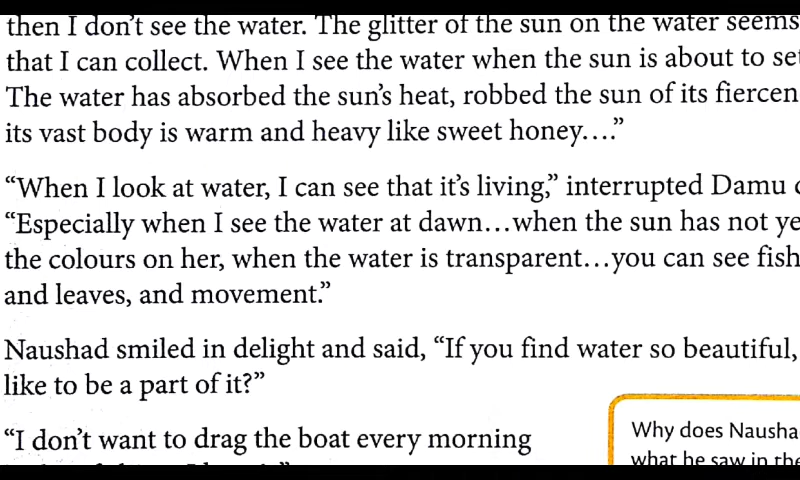 then I don't see the water. The glitter of the sun on the water seems
that I can collect. When I see the water when the sun is about to
The water has absorbed the sun's heat, robbed the sun of its
its vast body is warm and heavy like sweet honey....”
“When I look at water, I can see that it's living,” interrupted Damu
“Especially when I see the water at dawn...when the sun has not
the colours on her, when the water is transparent...you can see fish
and leaves, and movement.”
Naushad smiled in delight and said, “If you find water so beautiful,
like to be a part of it?”
“I don't want to drag the boat every morning
Why does
what he saw in the